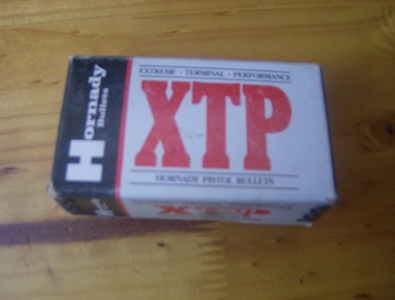 Hornady
Bullets
EXTREME • TERMINAL • PERFORMANCE
XTP
HORNADY PISTOL BULLETS
XTP